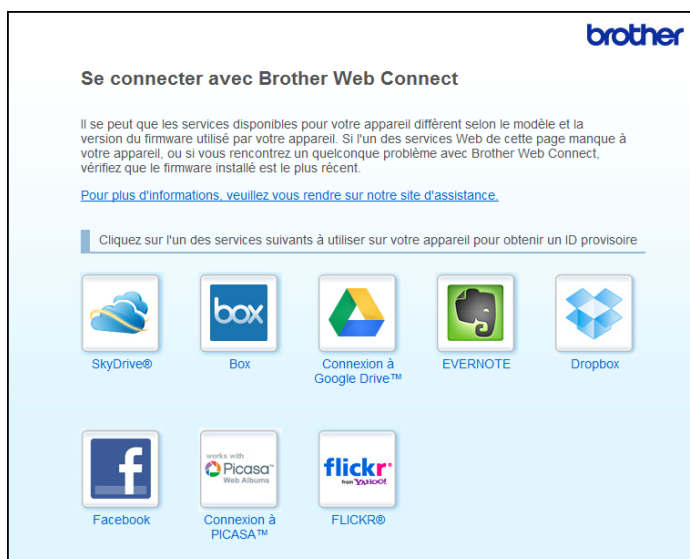 brother
Se connecter avec Brother Web Connect
Il se peut que les services disponibles pour votre appareil diffèrent selon le modèle et la
version du firmware utilisé par votre appareil. Si l'un des services Web de cette page manque à
votre appareil, ou si vous rencontrez un quelconque problème avec Brother Web Connect,
vérifiez que le firmware installé est le plus récent.
Pour plus d'informations, veuillez vous rendre sur notre site d'assistance.
Cliquez sur l'un des services suivants à utiliser sur votre appareil pour obtenir un ID provisoire
box
SkyDrive®
Box
Connexion à
Google Drive™
EVERNOTE
Dropbox
f
works with
Picasa™
Web Albums
flickr®
from YAHOO!
Facebook
Connexion à
PICASA™
FLICKR®